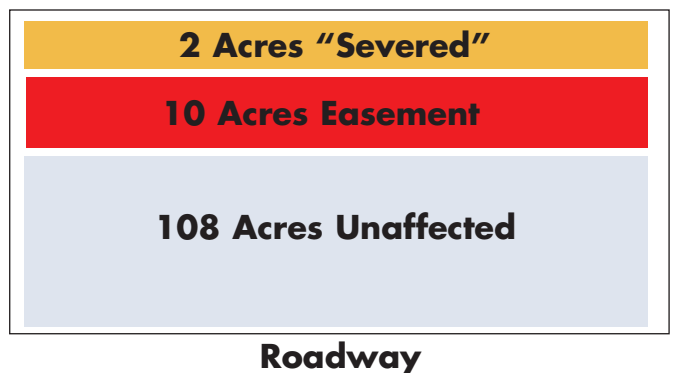 2 Acres “Severed”
10 Acres Easement
108 Acres Unaffected
Roadway